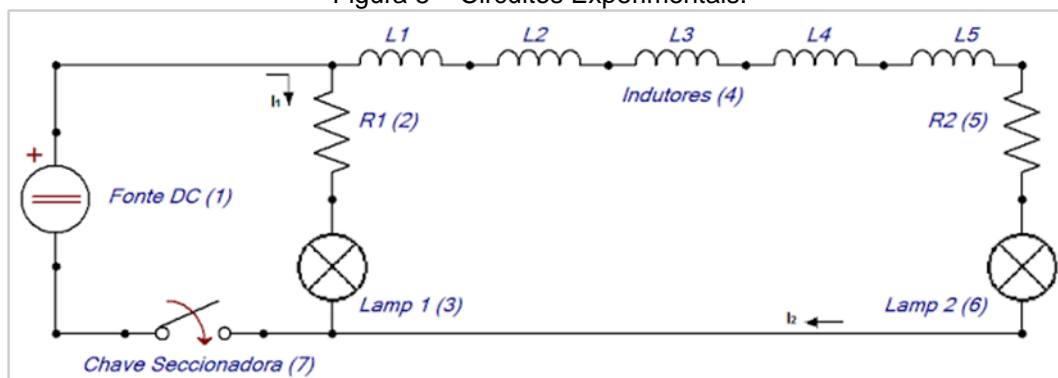 Figura 3 – Circuitos Experimentais.
L1 L2 L3 L4 L5
I₁
Indutores (4)
R1 (2)
R2 (5)
+
Fonte DC (1)
Lamp 1 (3)
Lamp 2 (6)
I₂
Chave Seccionadora (7)